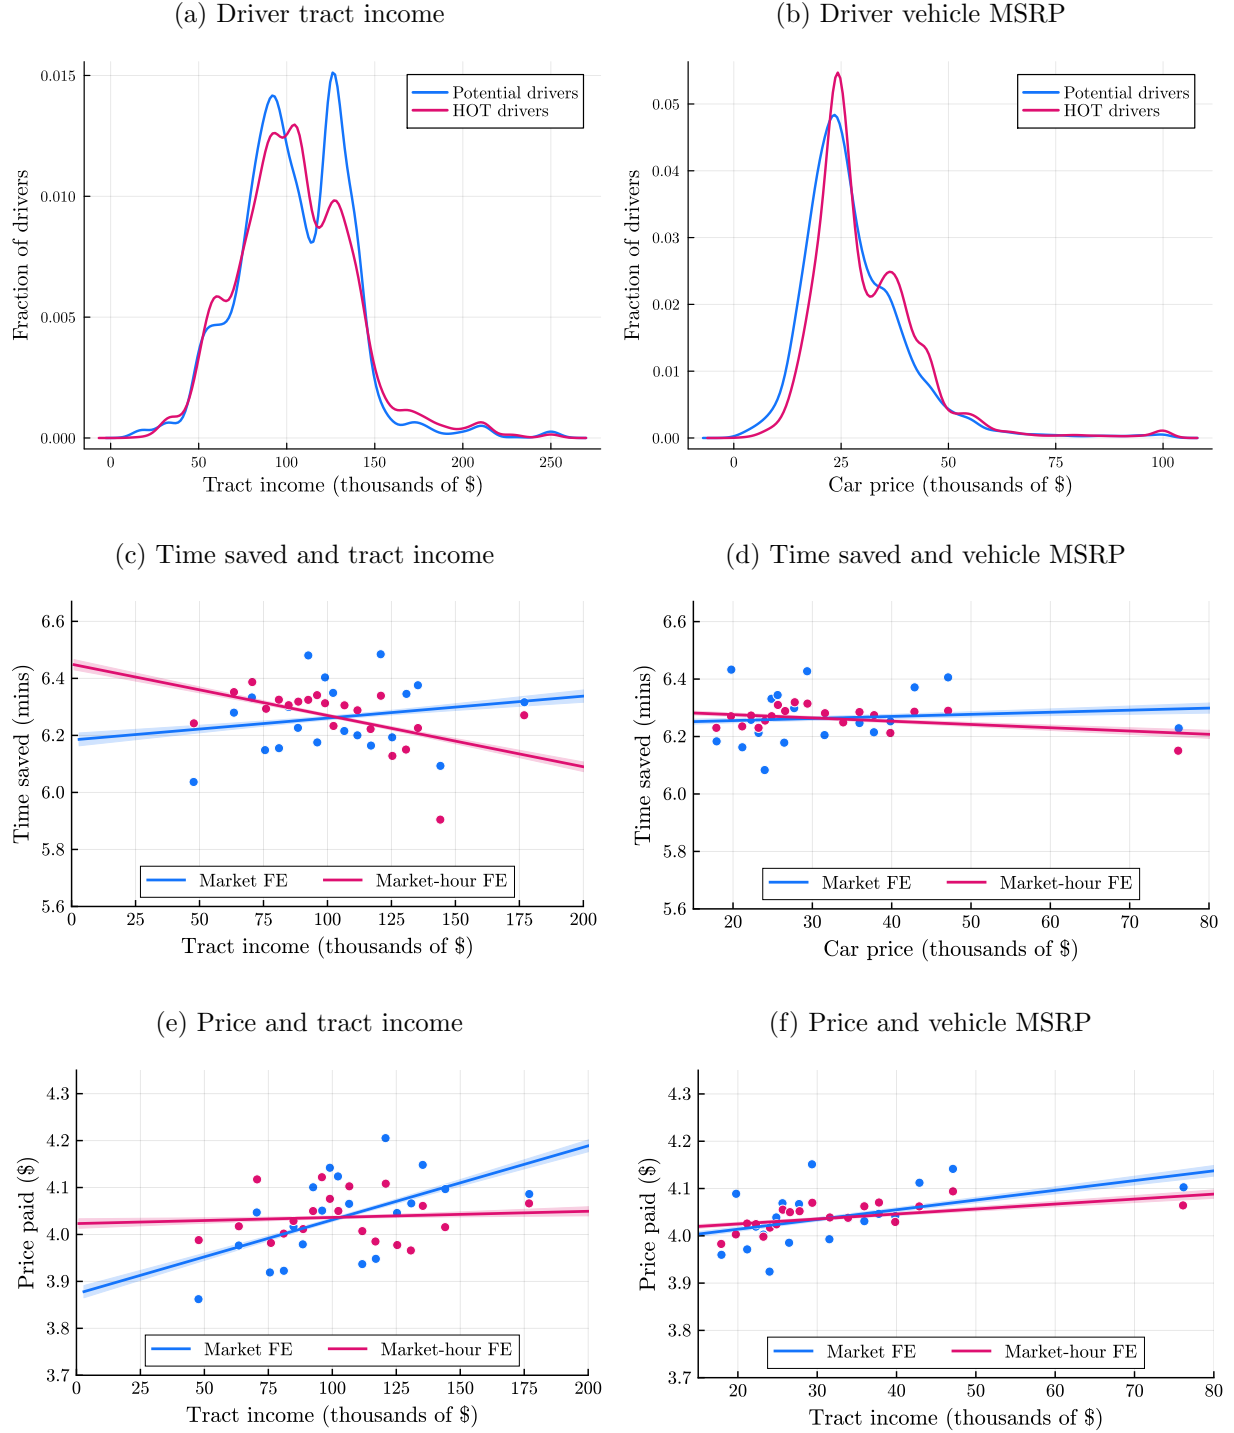 (a) Driver tract income
0.015
0.010
0.005
0.000
Fraction of drivers
Potential drivers
HOT drivers
0 50 100 150 200 250
Tract income (thousands of $)
(b) Driver vehicle MSRP
0.05
0.04
0.03
0.02
0.01
0.00
Fraction of drivers
Potential drivers
HOT drivers
0 25 50 75 100
Car price (thousands of $)
(c) Time saved and tract income
6.6
6.4
6.2
6.0
5.8
5.6
Time saved (mins)
Market FE Market-hour FE
0 25 50 75 100 125 150 175 200
Tract income (thousands of $)
(d) Time saved and vehicle MSRP
6.6
6.4
6.2
6.0
5.8
5.6
Time saved (mins)
Market FE Market-hour FE
20 30 40 50 60 70 80
Car price (thousands of $)
(e) Price and tract income
4.3
4.2
4.1
4.0
3.9
3.8
3.7
Price paid ($)
Market FE Market-hour FE
0 25 50 75 100 125 150 175 200
Tract income (thousands of $)
(f) Price and vehicle MSRP
4.3
4.2
4.1
4.0
3.9
3.8
3.7
Price paid ($)
Market FE Market-hour FE
20 30 40 50 60 70 80
Tract income (thousands of $)